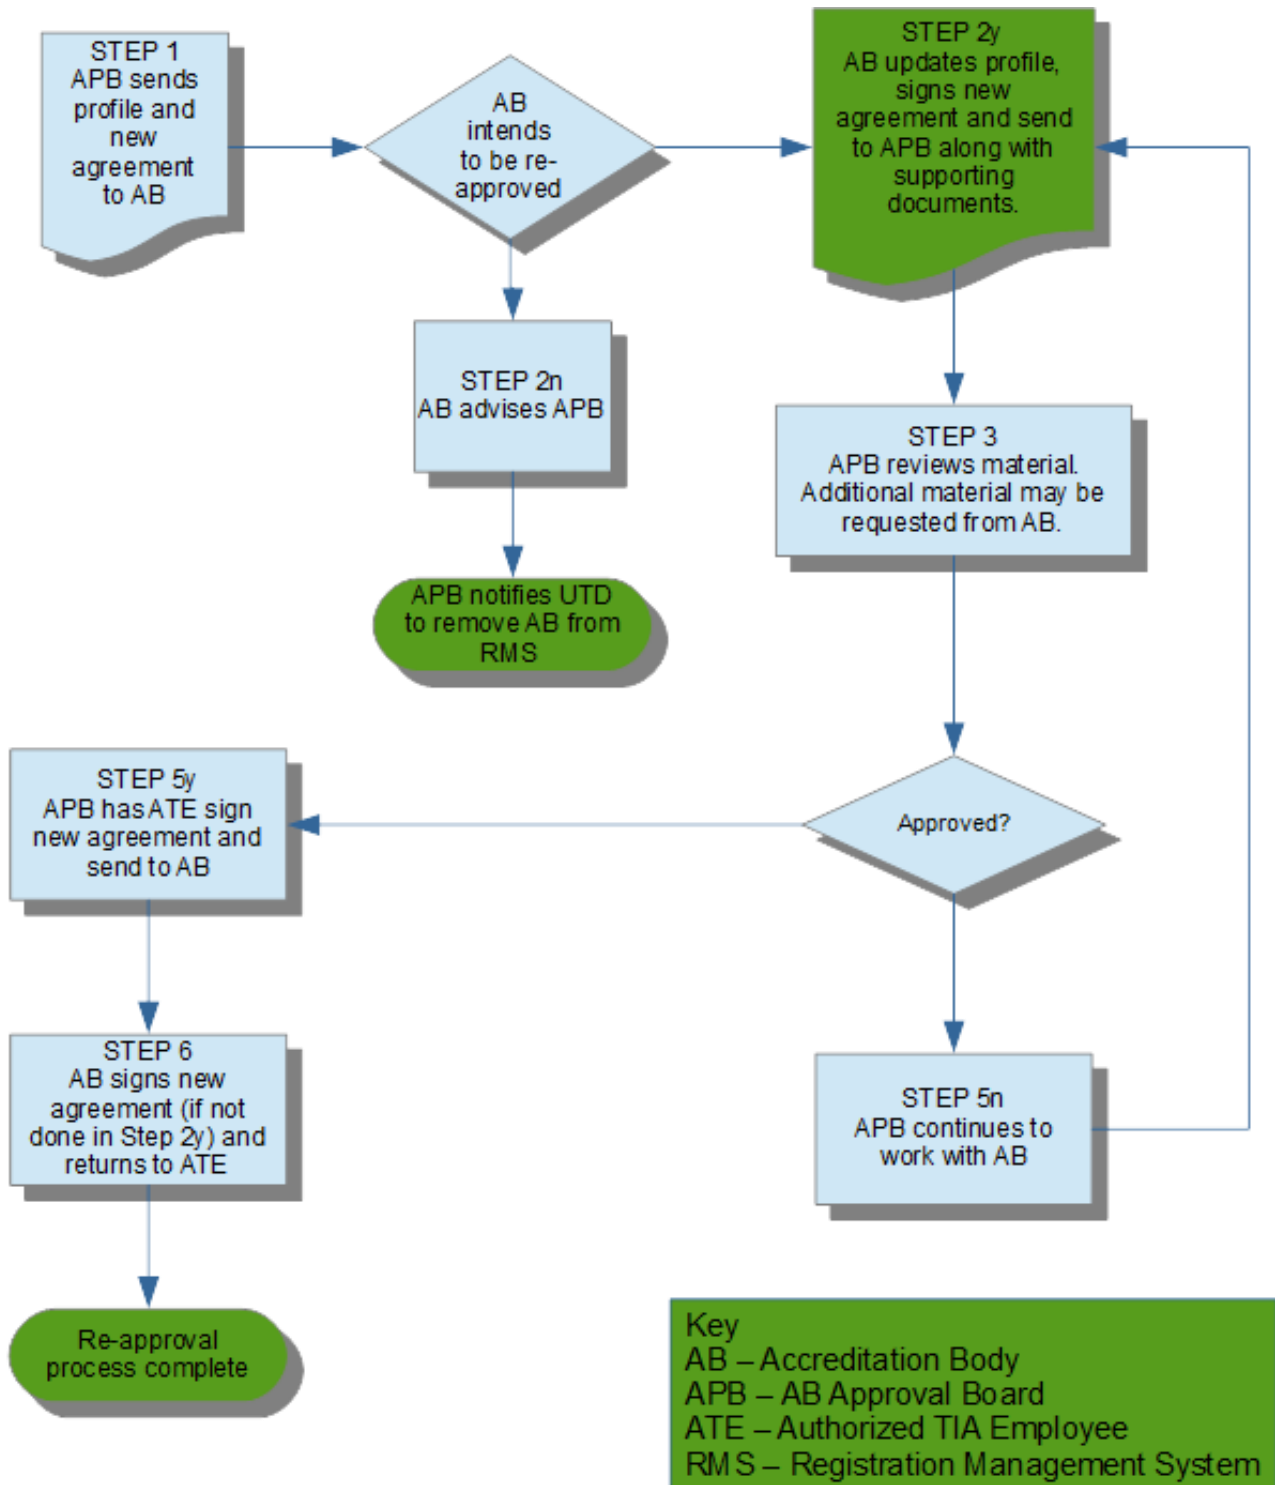 STEP 1
APB sends
profile and
new
agreement
to AB
AB
intends
to be re-
approved
STEP 2y
AB updates profile,
signs new
agreement and send
to APB along with
supporting
documents.
STEP 2n
AB advises APB
APB notifies UTD
to remove AB from
RMS
STEP 3
APB reviews material.
Additional material may be
requested from AB.
Approved?
STEP 5y
APB has ATE sign
new agreement and
send to AB
STEP 6
AB signs new
agreement (if not
done in Step 2y) and
returns to ATE
STEP 5n
APB continues to
work with AB
Re-approval
process complete
Key
AB – Accreditation Body
APB – AB Approval Board
ATE – Authorized TIA Employee
RMS – Registration Management System